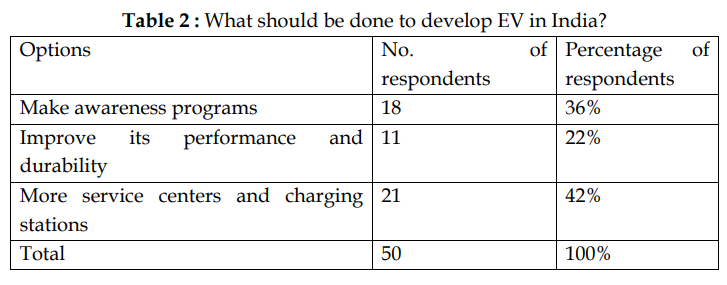 Table 2 : What should be done to develop EV in India?
Options No. of Percentage of
respondents respondents
Make awareness programs 18 36%
Improve its performance and 11 22%
durability
More service centers and charging 21 42%
stations
Total 50 100%